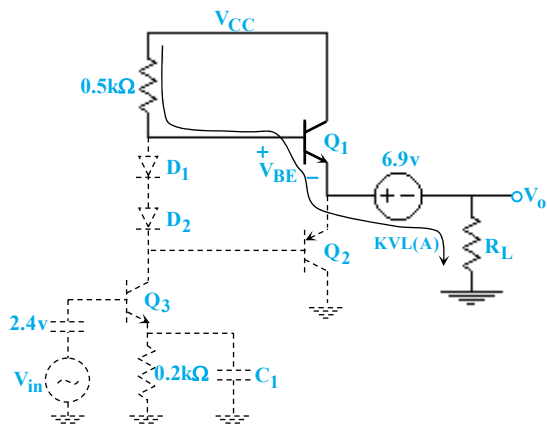 V_CC
0.5kΩ
Q1
6.9v
+
D1
VBE
−
+ −
Vo
D2
KVL(A)
RL
Q2
Q3
2.4v
Vin
0.2kΩ
C1